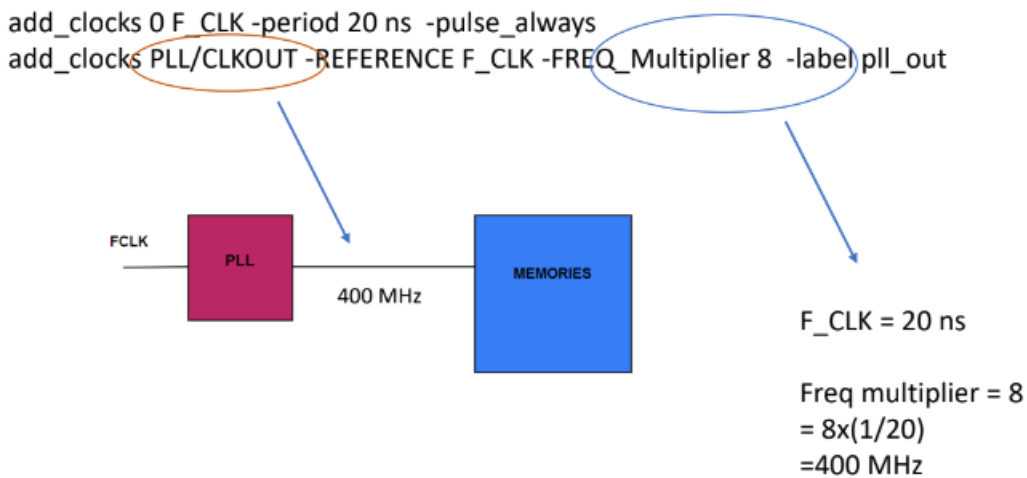 add_clocks 0 F_CLK -period 20 ns  -pulse_always
add_clocks PLL/CLKOUT -REFERENCE F_CLK -FREQ_Multiplier 8  -label pll_out
FCLK
PLL
MEMORIES
400 MHz
F_CLK = 20 ns
Freq multiplier = 8
= 8x(1/20)
=400 MHz